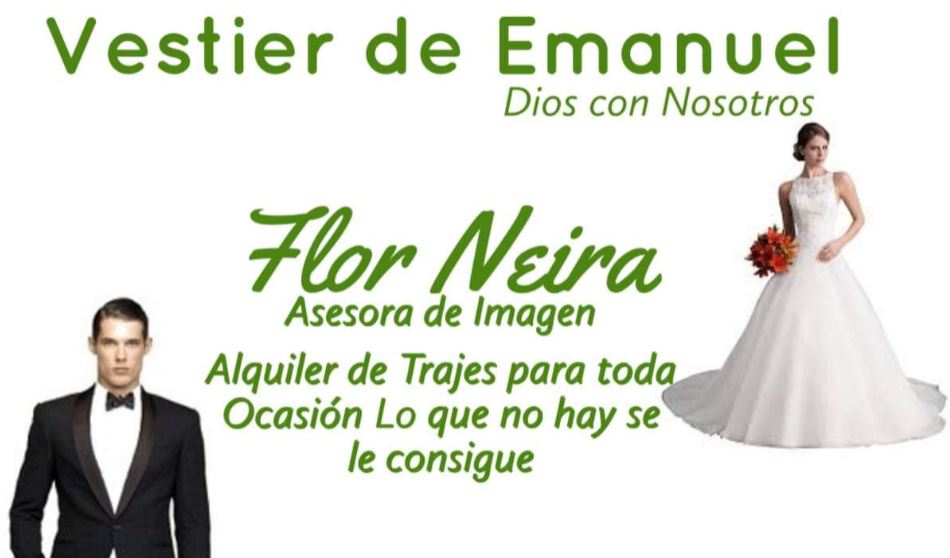 Vestier de Emanuel
Dios con Nosotros
Flor Neira
Asesora de Imagen
Alquiler de Trajes para toda
Ocasión Lo que no hay se
le consigue